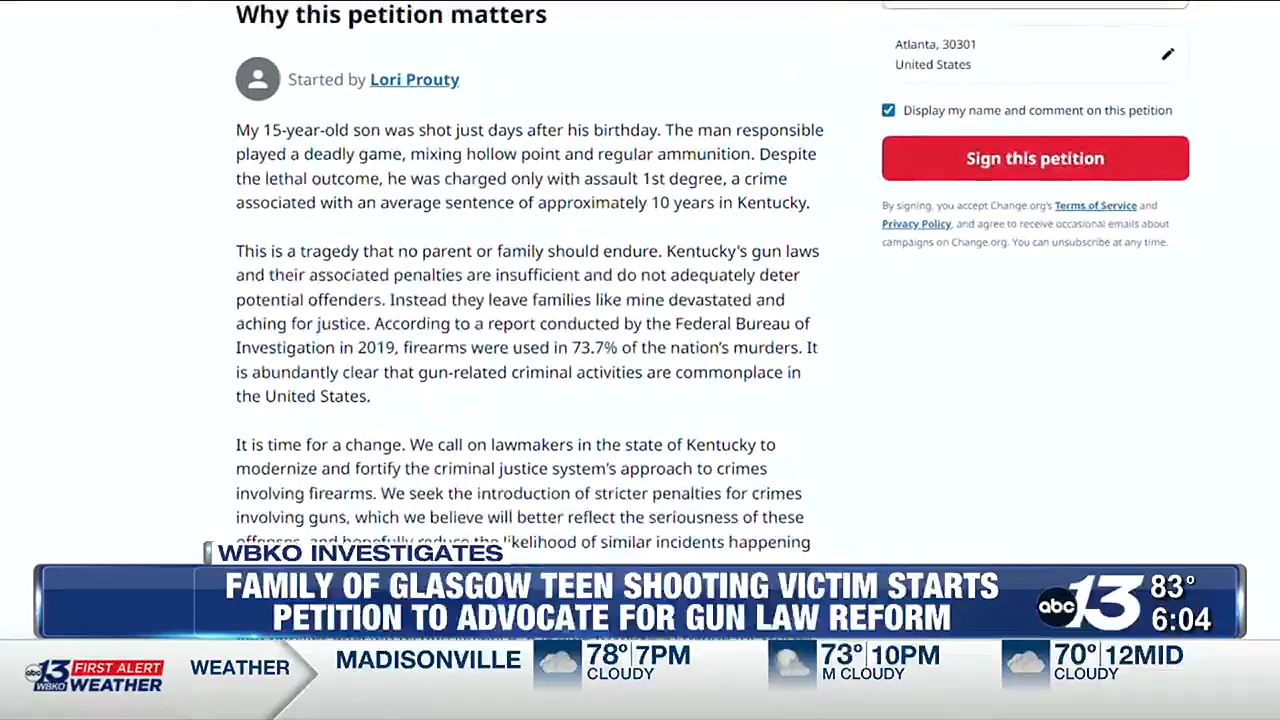 Why this petition matters
Started by Lori Prouty
My 15-year-old son was shot just days after his birthday. The man responsible
played a deadly game, mixing hollow point and regular ammunition. Despite
the lethal outcome, he was charged only with assault 1st degree, a crime
associated with an average sentence of approximately 10 years in Kentucky.
This is a tragedy that no parent or family should endure. Kentucky's gun laws
and their associated penalties are insufficient and do not adequately deter
potential offenders. Instead they leave families like mine devastated and
aching for justice. According to a report conducted by the Federal Bureau of
Investigation in 2019, firearms were used in 73.7% of the nation's murders. It
is abundantly clear that gun-related criminal activities are commonplace in
the United States.
It is time for a change. We call on lawmakers in the state of Kentucky to
modernize and fortify the criminal justice system's approach to crimes
involving firearms. We seek the introduction of stricter penalties for crimes
involving guns, which we believe will better reflect the seriousness of these
offenses, and hopefully reduce the likelihood of similar incidents happening
Atlanta, 30301
United States
Display my name and comment on this petition
Sign this petition
By signing, you accept Change.org's Terms of Service and
Privacy Policy, and agree to receive occasional emails about
campaigns on Change.org. You can unsubscribe at any time.
WBKO INVESTIGATES
FAMILY OF GLASGOW TEEN SHOOTING VICTIM STARTS
PETITION TO ADVOCATE FOR GUN LAW REFORM
abc 13
83°
6:04
abc 13 WBKO FIRST ALERT WEATHER
WEATHER
MADISONVILLE
78° 7PM
CLOUDY
73° 10PM
M CLOUDY
70° 12MID
CLOUDY